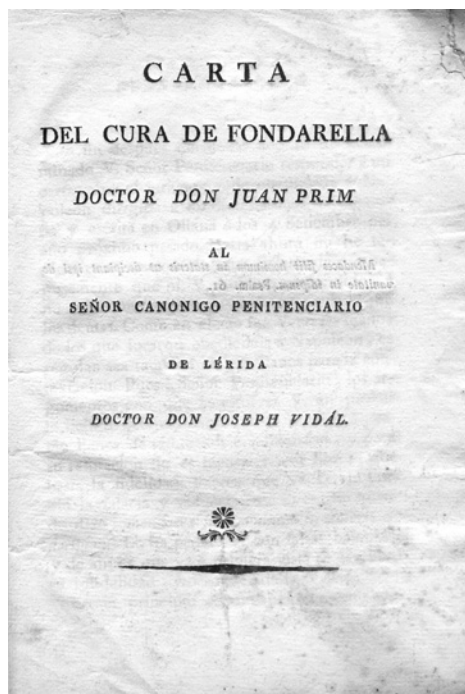 CARTA
DEL CURA DE FONDARELLA
DOCTOR DON JUAN PRIM
AL
SEÑOR CANONIGO PENITENCIARIO
DE LÉRIDA
DOCTOR DON JOSEPH VIDÁL.